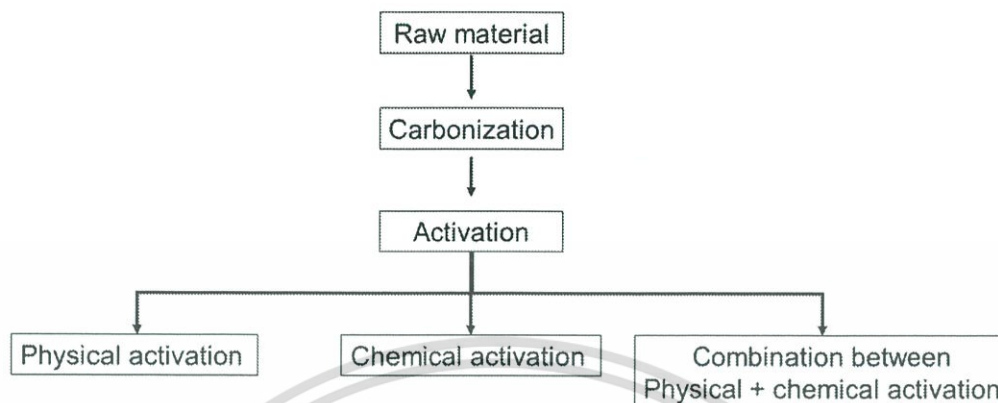 Raw material
Carbonization
Activation
Physical activation
Chemical activation
Combination between
Physical + chemical activation